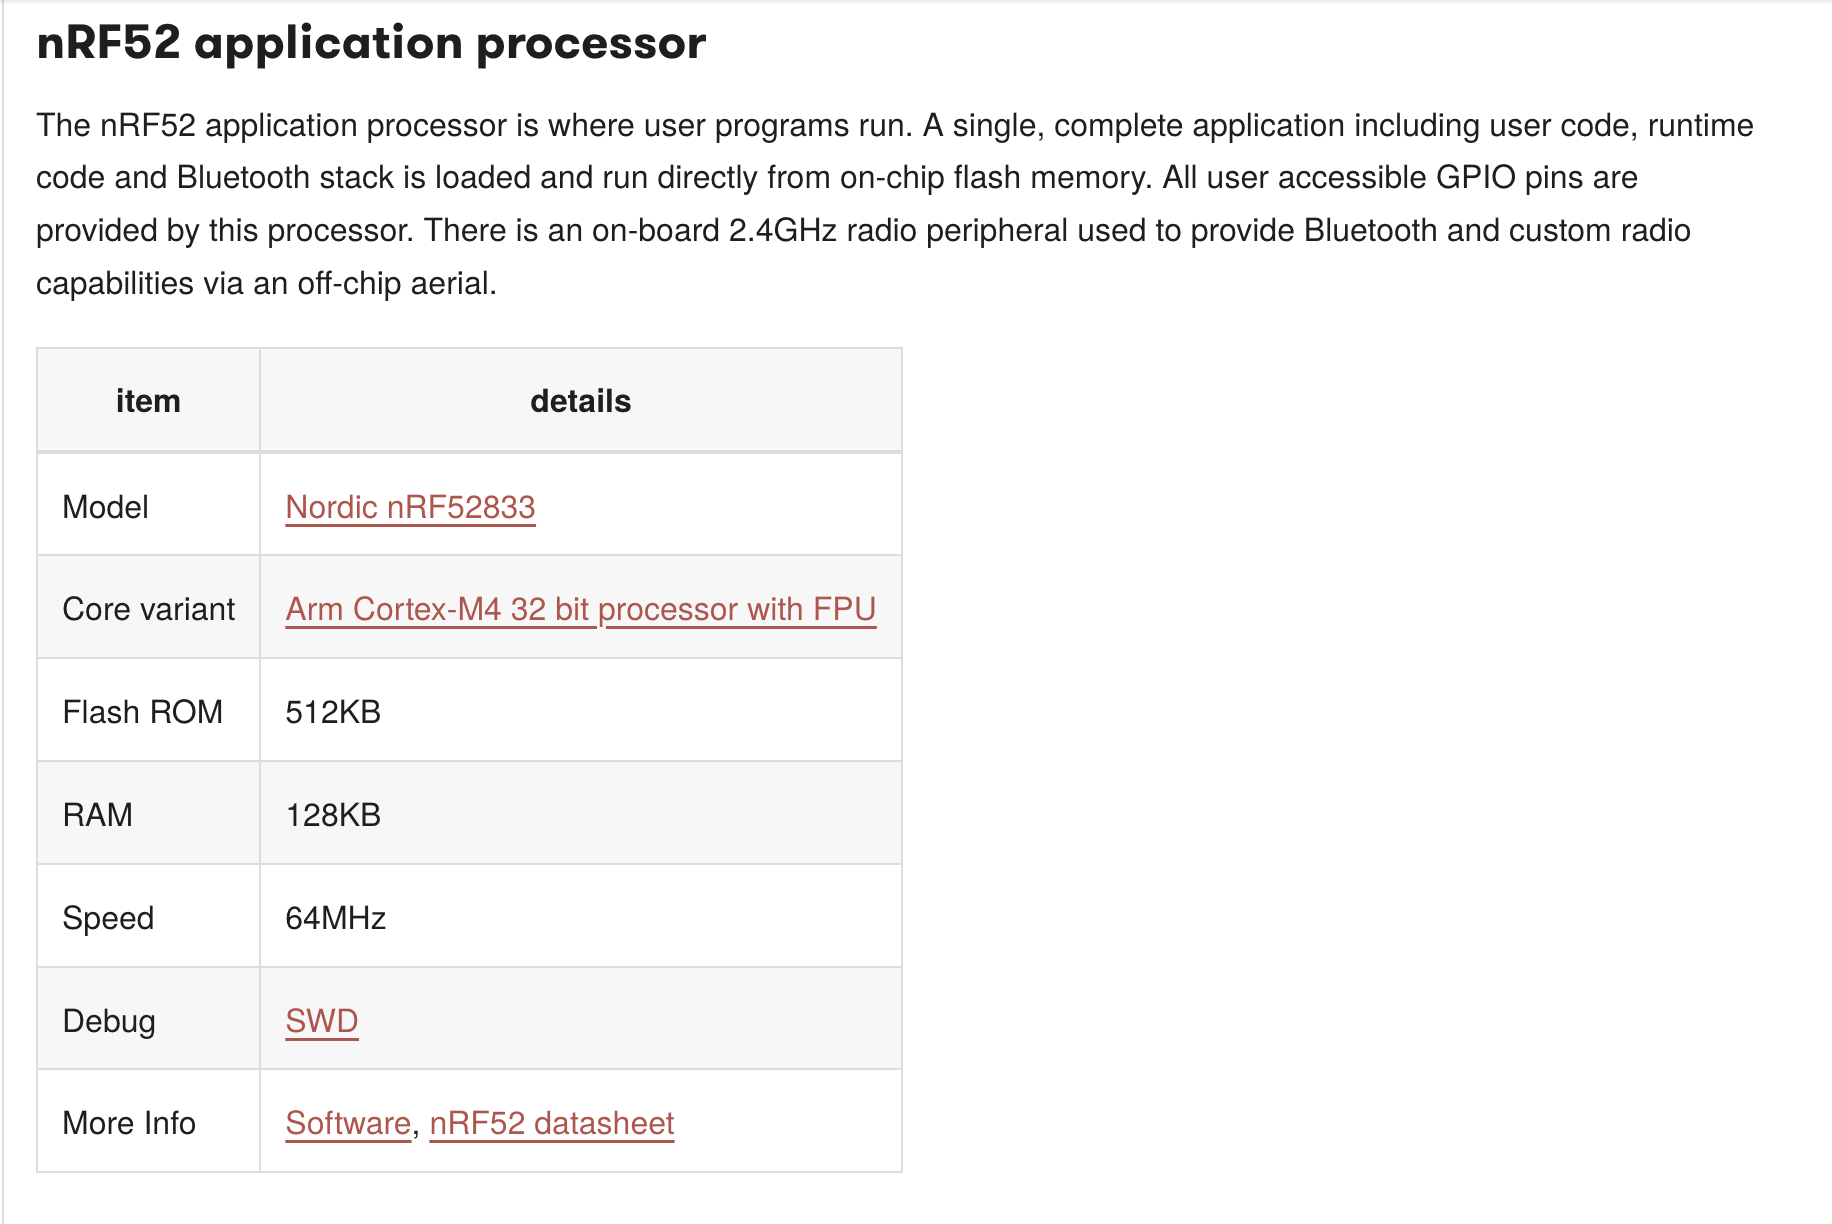 nRF52 application processor
The nRF52 application processor is where user programs run. A single, complete application including user code, runtime
code and Bluetooth stack is loaded and run directly from on-chip flash memory. All user accessible GPIO pins are
provided by this processor. There is an on-board 2.4GHz radio peripheral used to provide Bluetooth and custom radio
capabilities via an off-chip aerial.
item details
Model Nordic nRF52833
Core variant Arm Cortex-M4 32 bit processor with FPU
Flash ROM 512KB
RAM 128KB
Speed 64MHz
Debug SWD
More Info Software, nRF52 datasheet